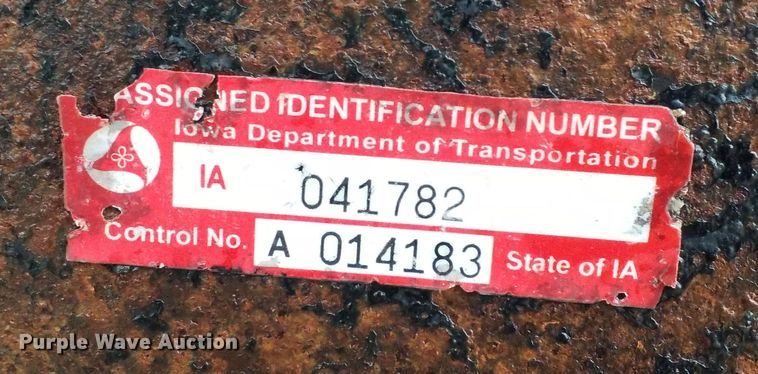 ASSIGNED IDENTIFICATION NUMBER
Iowa Department of Transportation
IA 041782
Control No. A 014183 State of IA
Purple Wave Auction